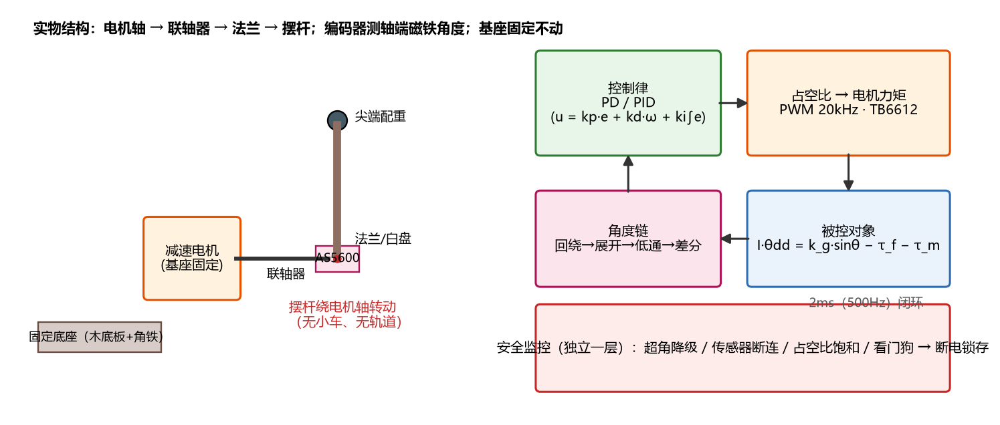 实物结构：电机轴 → 联轴器 → 法兰 → 摆杆；编码器测轴端磁铁角度；基座固定不动
尖端配重
法兰/白盘
AS5600
减速电机
(基座固定)
联轴器
摆杆绕电机轴转动
（无小车、无轨道）
固定底座（木底板+角铁）
控制律
PD / PID
(u = kp·e + kd·ω + ki∫e)
占空比 → 电机力矩
PWM 20kHz · TB6612
角度链
回绕→展开→低通→差分
被控对象
I·θdd = k_g·sinθ − τ_f − τ_m
2ms（500Hz）闭环
安全监控（独立一层）：超角降级 / 传感器断连 / 占空比饱和 / 看门狗 → 断电锁存